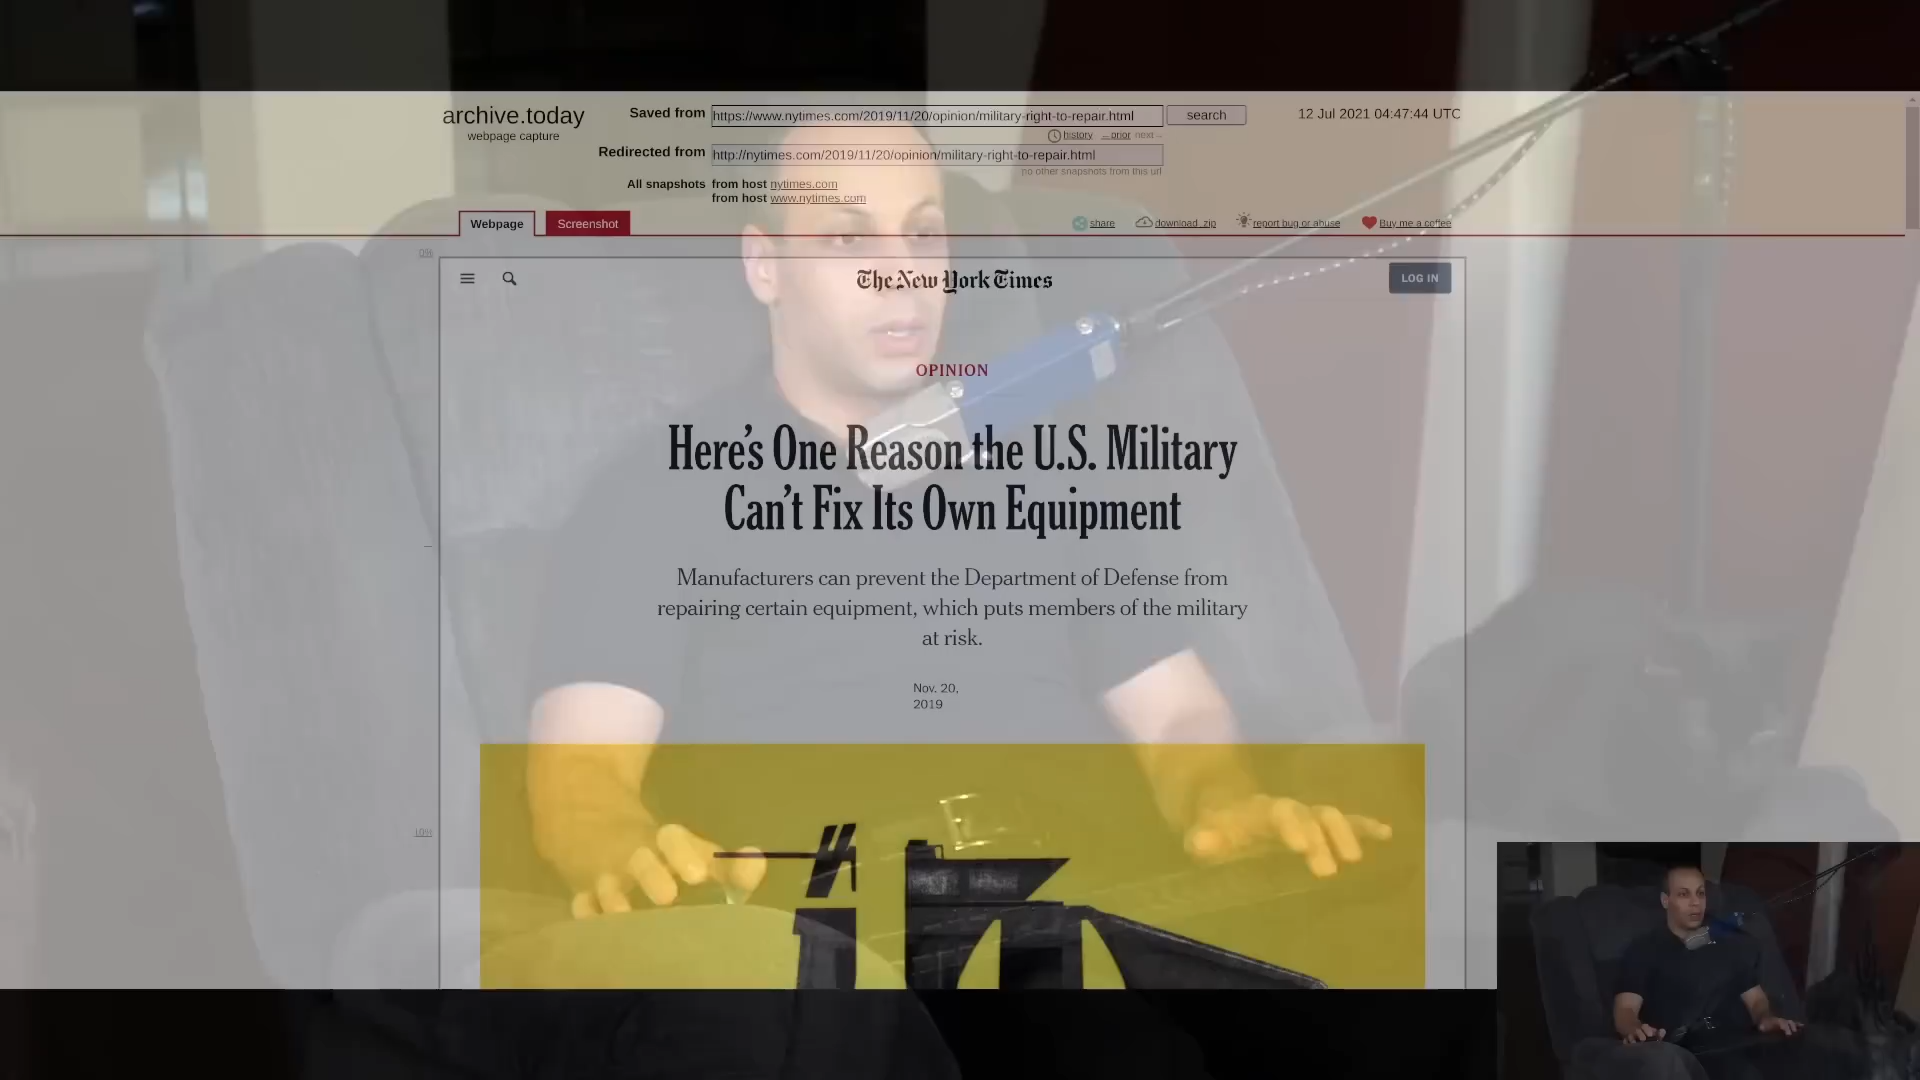 archive.today
webpage capture
Saved from
https://www.nytimes.com/2019/11/20/opinion/military-right-to-repair.html
search
12 Jul 2021 04:47:44 UTC
history ←prior next→
Redirected from
http://nytimes.com/2019/11/20/opinion/military-right-to-repair.html
no other snapshots from this url
All snapshots from host nytimes.com
from host www.nytimes.com
Webpage
Screenshot
share
download .zip
report bug or abuse
Buy me a coffee
0%
The New York Times
LOG IN
OPINION
Here’s One Reason the U.S. Military
Can’t Fix Its Own Equipment
Manufacturers can prevent the Department of Defense from
repairing certain equipment, which puts members of the military
at risk.
Nov. 20,
2019
10%